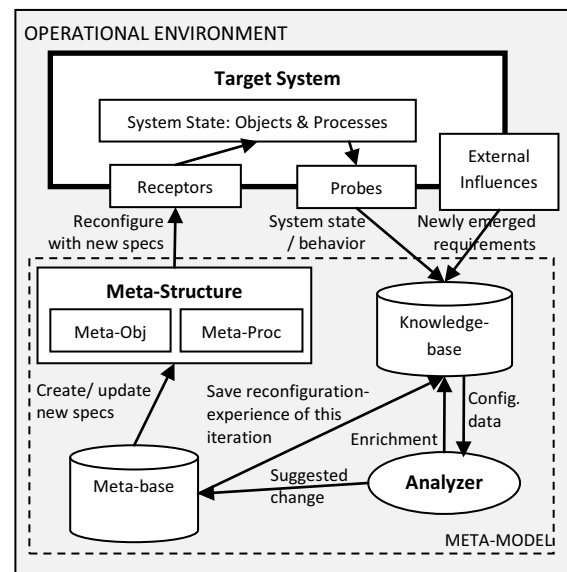 OPERATIONAL ENVIRONMENT
Target System
System State: Objects & Processes
External
Influences
Receptors
Probes
Reconfigure
with new specs
System state
/ behavior
Newly emerged
requirements
Meta-Structure
Meta-Obj
Meta-Proc
Knowledge-
base
Create/ update
new specs
Save reconfiguration-
experience of this
iteration
Enrichment
Config.
data
Meta-base
Suggested
change
Analyzer
META-MODEL